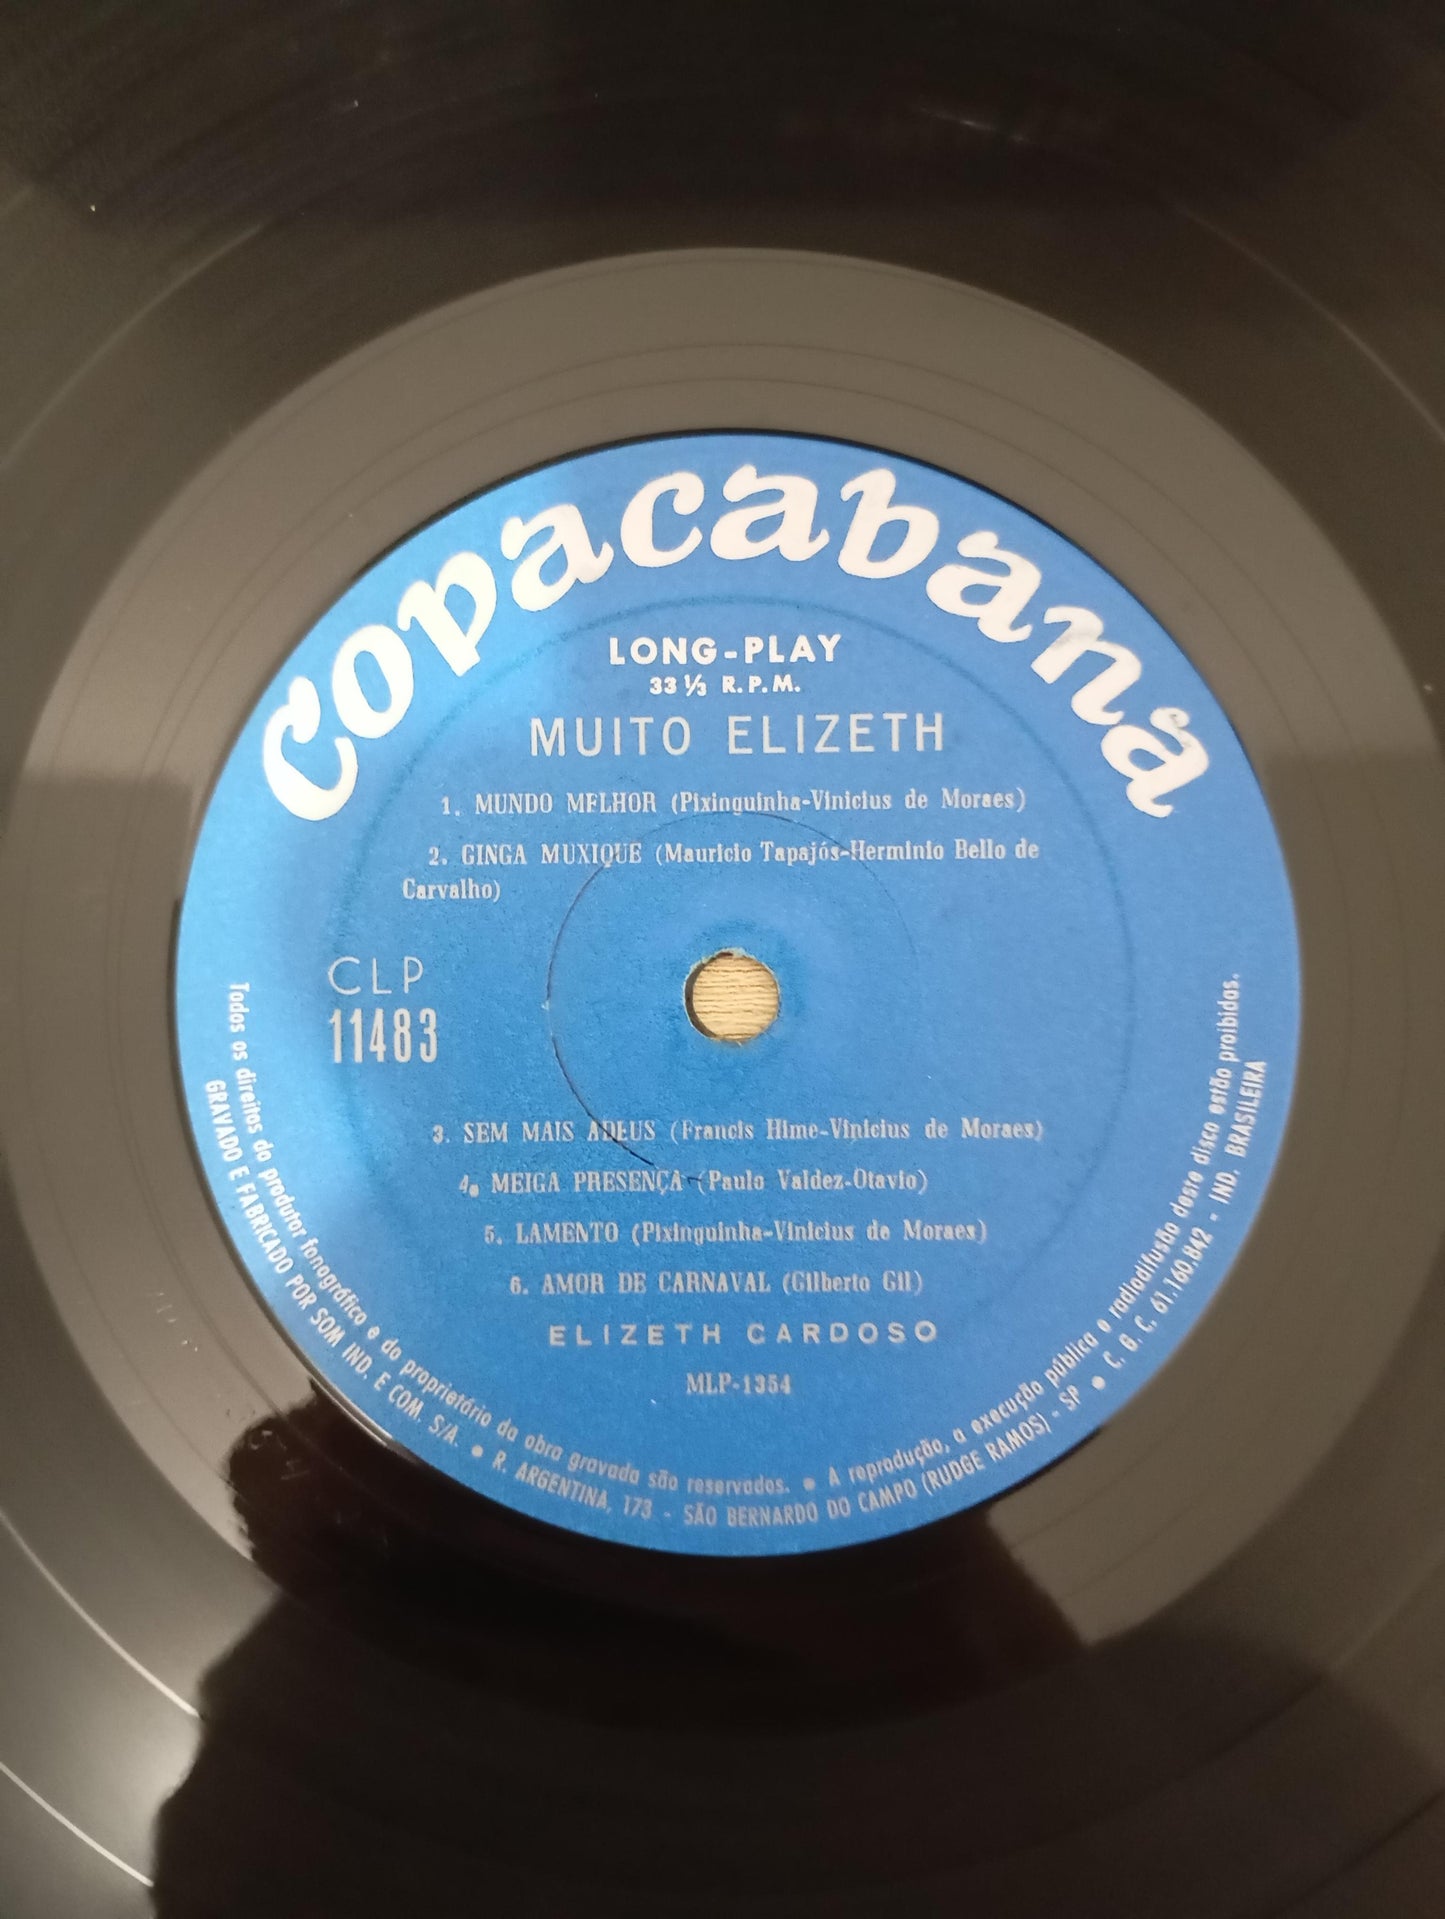 Copacabana
LONG-PLAY
33 1/3 R.P.M.
MUITO ELIZETH
1. MUNDO MELHOR (Pixinguinha-Vinicius de Moraes)
2. GINGA MUXIQUE (Mauricio Tapajós-Herminio Bello de
Carvalho)
CLP
11483
3. SEM MAIS ADEUS (Francis Hime-Vinicius de Moraes)
4. MEIGA PRESENÇA (Paulo Valdez-Otavio)
5. LAMENTO (Pixinguinha-Vinicius de Moraes)
6. AMOR DE CARNAVAL (Gilberto Gil)
ELIZETH CARDOSO
MLP-1354
Todos os direitos do produtor fonográfico e do proprietário da obra gravada são reservados. • A reprodução, a execução pública e radiodifusão deste disco estão proibidas.
GRAVADO E FABRICADO POR SOM IND. E COM. S/A. • R. ARGENTINA, 173 - SÃO BERNARDO DO CAMPO (RUDGE RAMOS) - SP • C. G. C. 61.160.842 - IND. BRASILEIRA